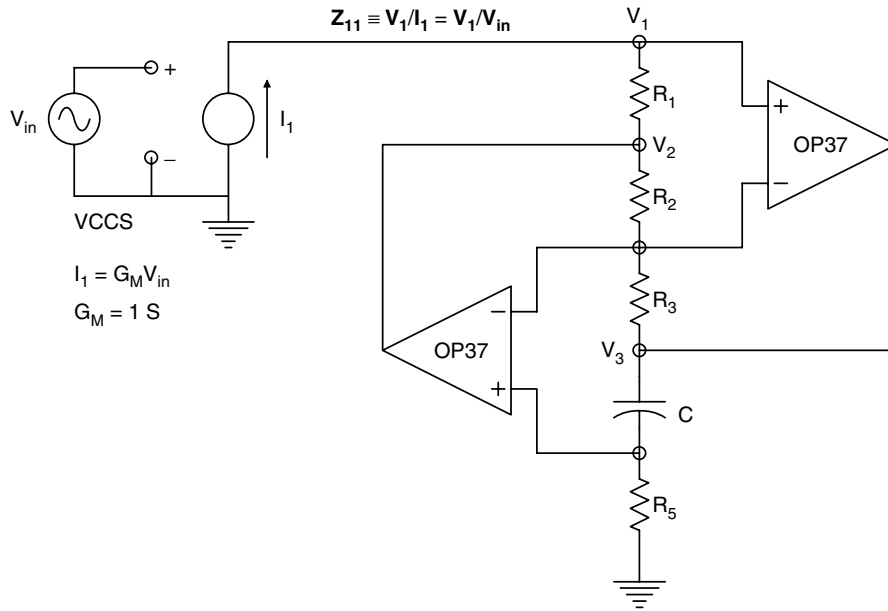 Z11 ≡ V1/I1 = V1/Vin
V1
R1
+
Vin
I1
+
OP37
V2
−
−
R2
VCCS
I1 = GMVin
R3
GM = 1 S
−
OP37
V3
+
C
R5